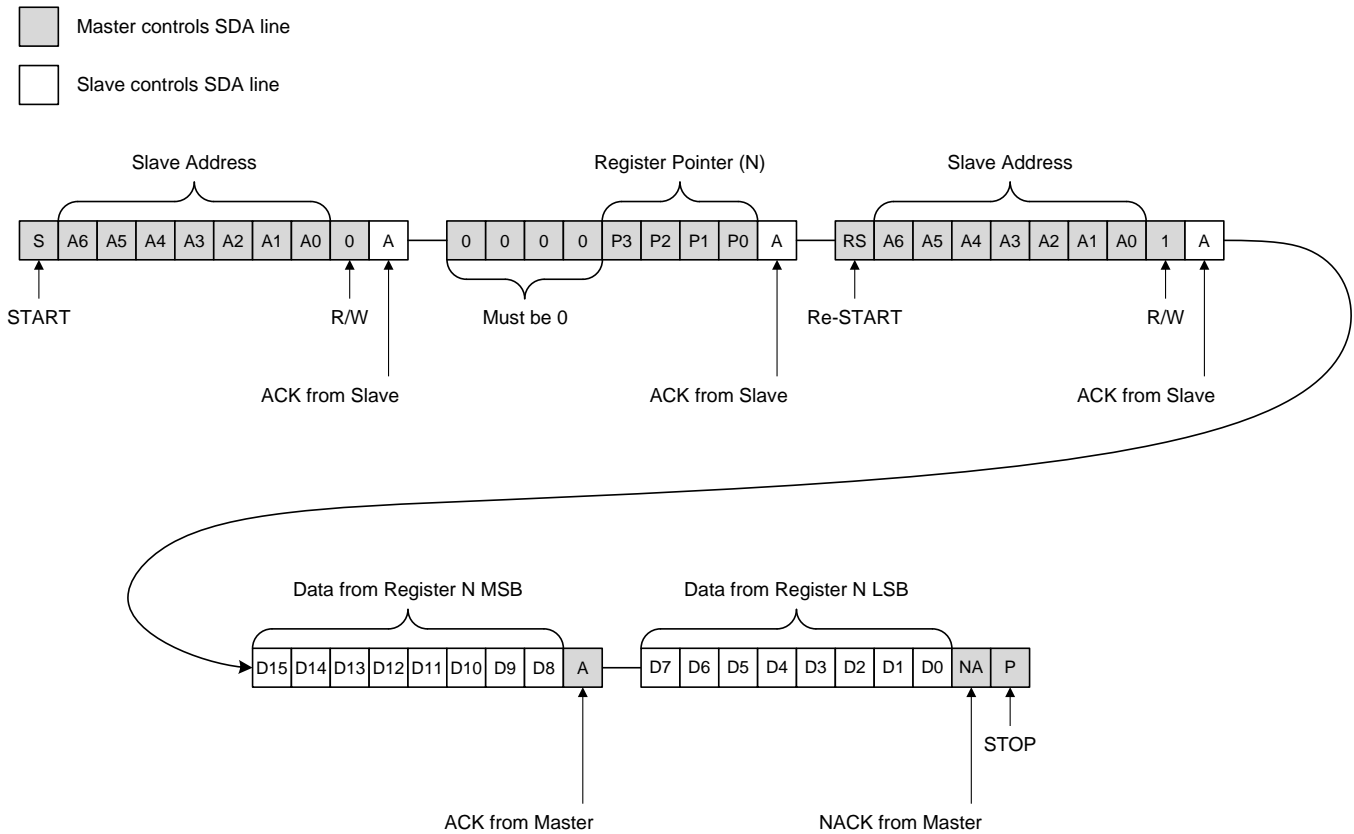 Master controls SDA line
Slave controls SDA line
Slave Address
Register Pointer (N)
Slave Address
S A6 A5 A4 A3 A2 A1 A0 0 A
0 0 0 0 P3 P2 P1 P0 A
RS A6 A5 A4 A3 A2 A1 A0 1 A
START
R/W
Must be 0
Re-START
R/W
ACK from Slave
ACK from Slave
ACK from Slave
Data from Register N MSB
Data from Register N LSB
D15 D14 D13 D12 D11 D10 D9 D8 A
D7 D6 D5 D4 D3 D2 D1 D0 NA P
STOP
ACK from Master
NACK from Master